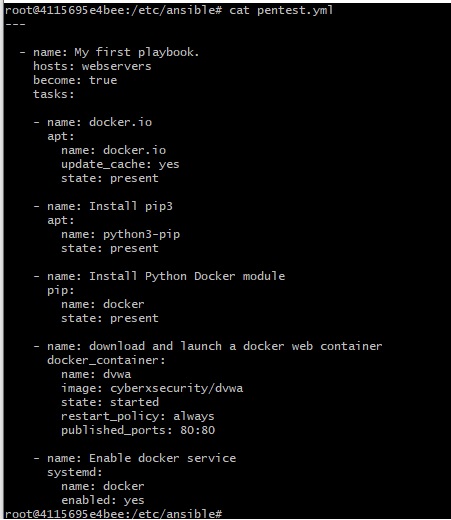 root@4115695e4bee:/etc/ansible# cat pentest.yml
---
- name: My first playbook.
hosts: webservers
become: true
tasks:
- name: docker.io
apt:
name: docker.io
update_cache: yes
state: present
- name: Install pip3
apt:
name: python3-pip
state: present
- name: Install Python Docker module
pip:
name: docker
state: present
- name: download and launch a docker web container
docker_container:
name: dvwa
image: cyberxsecurity/dvwa
state: started
restart_policy: always
published_ports: 80:80
- name: Enable docker service
systemd:
name: docker
enabled: yes
root@4115695e4bee:/etc/ansible#